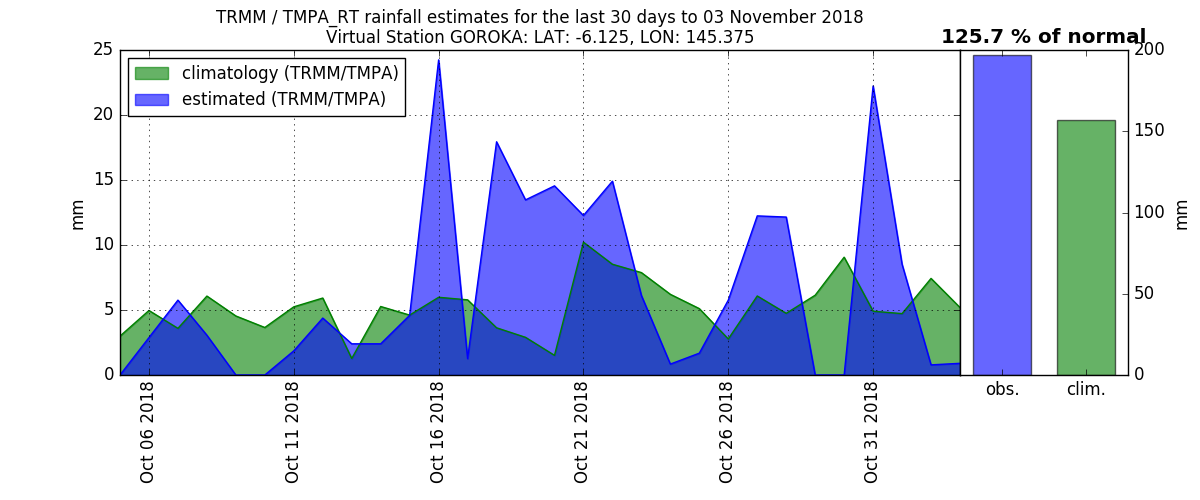 TRMM / TMPA_RT rainfall estimates for the last 30 days to 03 November 2018
Virtual Station GOROKA: LAT: -6.125, LON: 145.375
125.7 % of normal
climatology (TRMM/TMPA)
estimated (TRMM/TMPA)
25
20
15
10
5
0
mm
Oct 06 2018
Oct 11 2018
Oct 16 2018
Oct 21 2018
Oct 26 2018
Oct 31 2018
200
150
100
50
0
mm
obs.
clim.